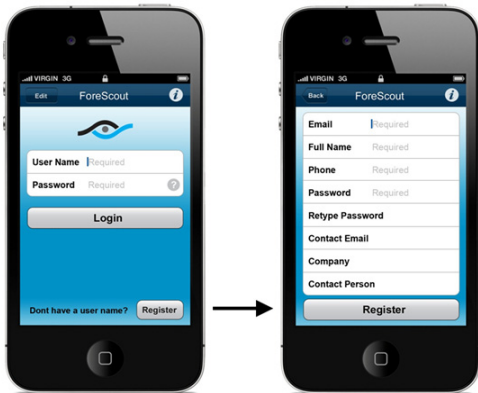 VIRGIN 3G
Edit ForeScout i
User Name Required
Password Required ?
Login
Dont have a user name? Register
VIRGIN 3G
Back ForeScout i
Email Required
Full Name Required
Phone Required
Password Required
Retype Password
Contact Email
Company
Contact Person
Register